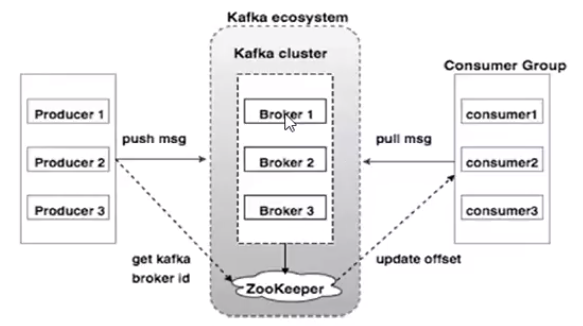 Kafka ecosystem
Kafka cluster
Consumer Group
Producer 1
Producer 2
Producer 3
push msg
Broker 1
Broker 2
Broker 3
pull msg
consumer1
consumer2
consumer3
get kafka
broker id
ZooKeeper
update offset